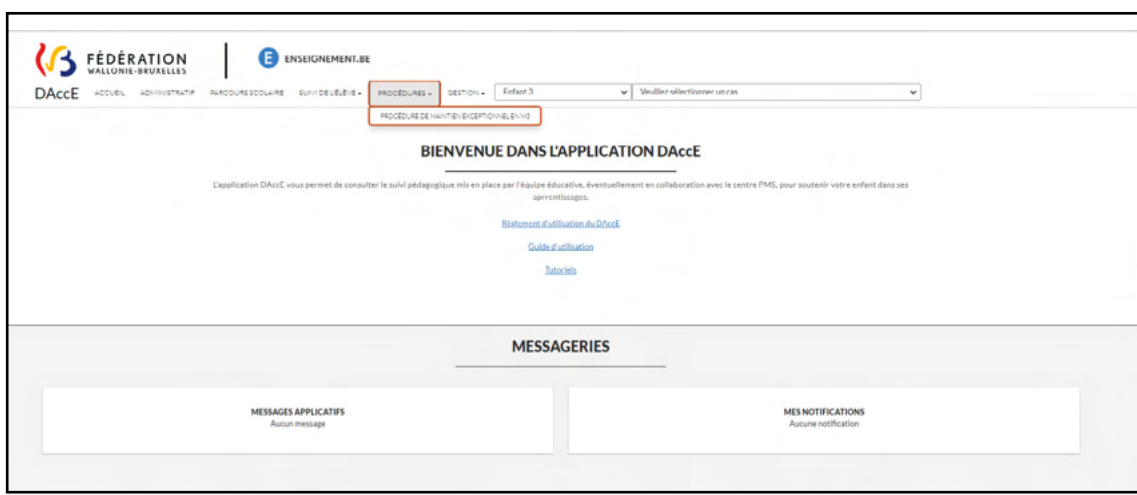 FÉDÉRATION
WALLONIE-BRUXELLES
E ENSEIGNEMENT.BE
DAccE ACCUEIL ADMINISTRATIF PARCOURS SCOLAIRE SUIVI DE L'ÉLÈVE PROCÉDURES GESTION Enfant 3 Veuillez sélectionner un cas
PROCÉDURE DE MAINTIEN EXCEPTIONNEL EN M3
BIENVENUE DANS L'APPLICATION DAccE
L'application DAccE vous permet de consulter le suivi pédagogique mis en place par l'équipe éducative, éventuellement en collaboration avec le centre PMS, pour soutenir votre enfant dans ses
apprentissages.
Règlement d'utilisation du DAccE
Guide d'utilisation
Tutoriels
MESSAGERIES
MESSAGES APPLICATIFS
Aucun message
MES NOTIFICATIONS
Aucune notification